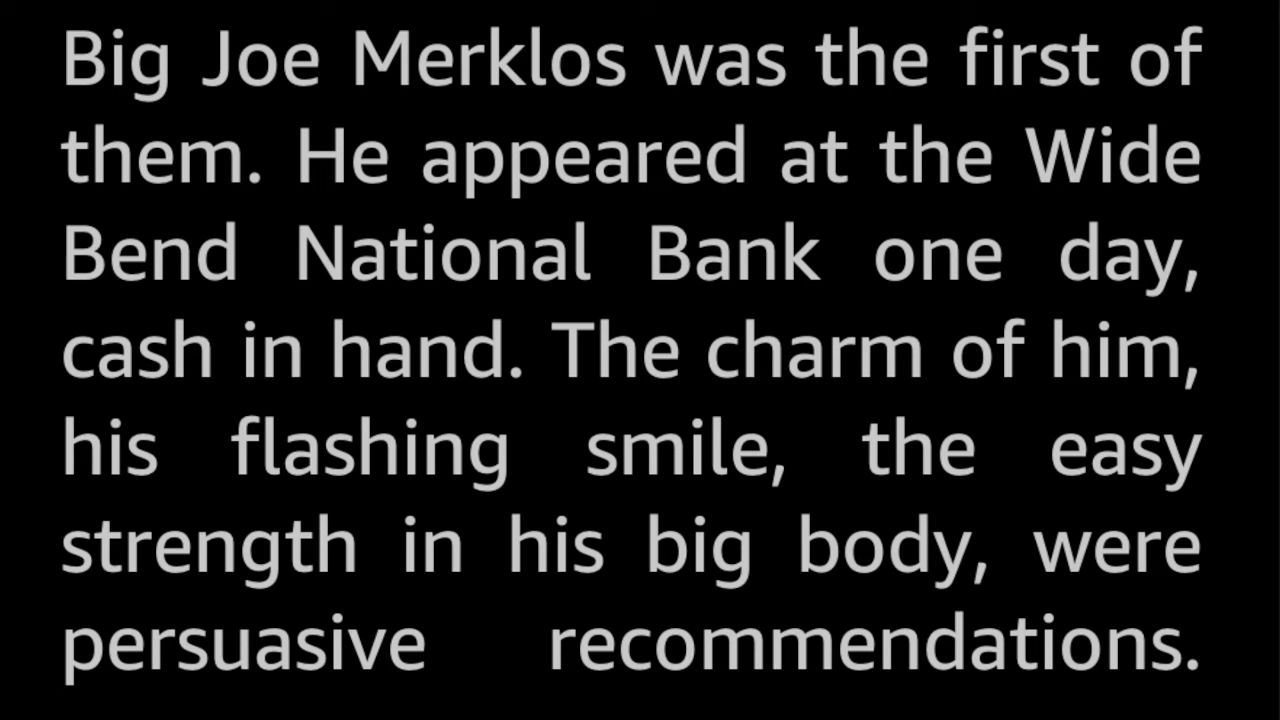 Big Joe Merklos was the first of
them. He appeared at the Wide
Bend National Bank one day,
cash in hand. The charm of him,
his flashing smile, the easy
strength in his big body, were
persuasive recommendations.